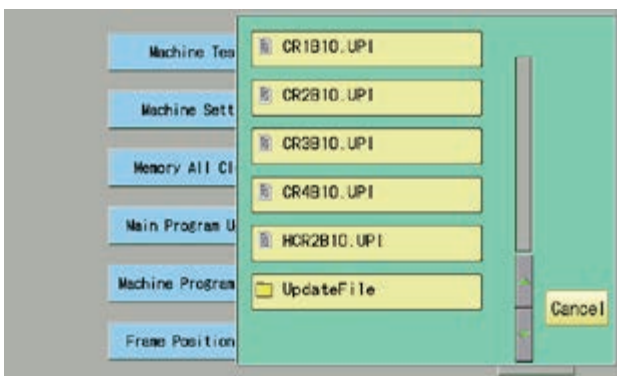 Machine Tes
Machine Sett
Memory All Cl
Main Program U
Machine Program
Frame Position
CR1B10.UPI
CR2B10.UPI
CR3B10.UPI
CR4B10.UPI
HCR2B10.UPI
UpdateFile
Cancel